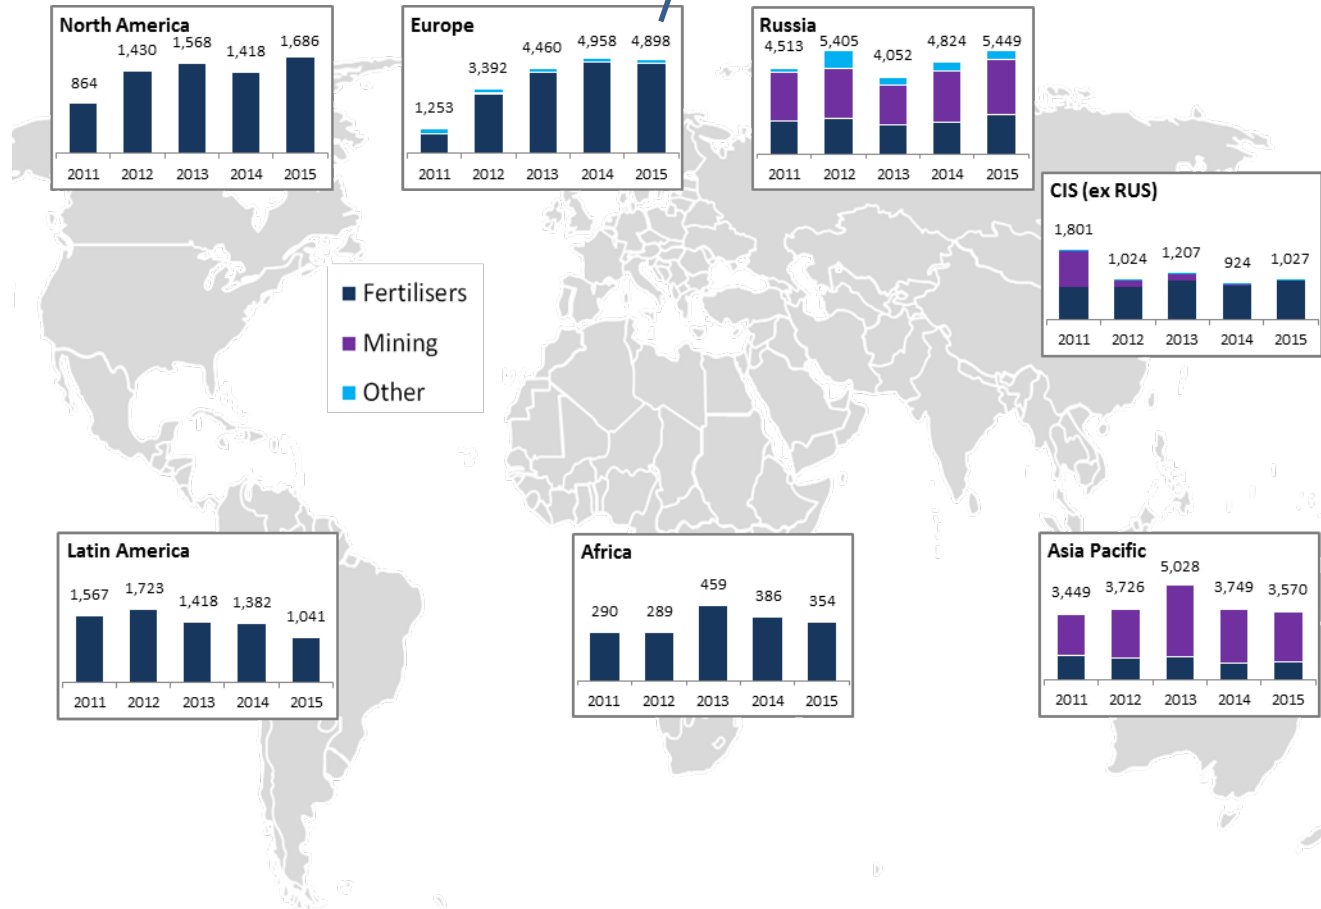 North America
864
1,430
1,568
1,418
1,686
2011 2012 2013 2014 2015
Europe
1,253
3,392
4,460
4,958
4,898
2011 2012 2013 2014 2015
Russia
4,513
5,405
4,052
4,824
5,449
2011 2012 2013 2014 2015
CIS (ex RUS)
1,801
1,024
1,207
924
1,027
2011 2012 2013 2014 2015
Fertilisers
Mining
Other
Latin America
1,567
1,723
1,418
1,382
1,041
2011 2012 2013 2014 2015
Africa
290
289
459
386
354
2011 2012 2013 2014 2015
Asia Pacific
3,449
3,726
5,028
3,749
3,570
2011 2012 2013 2014 2015